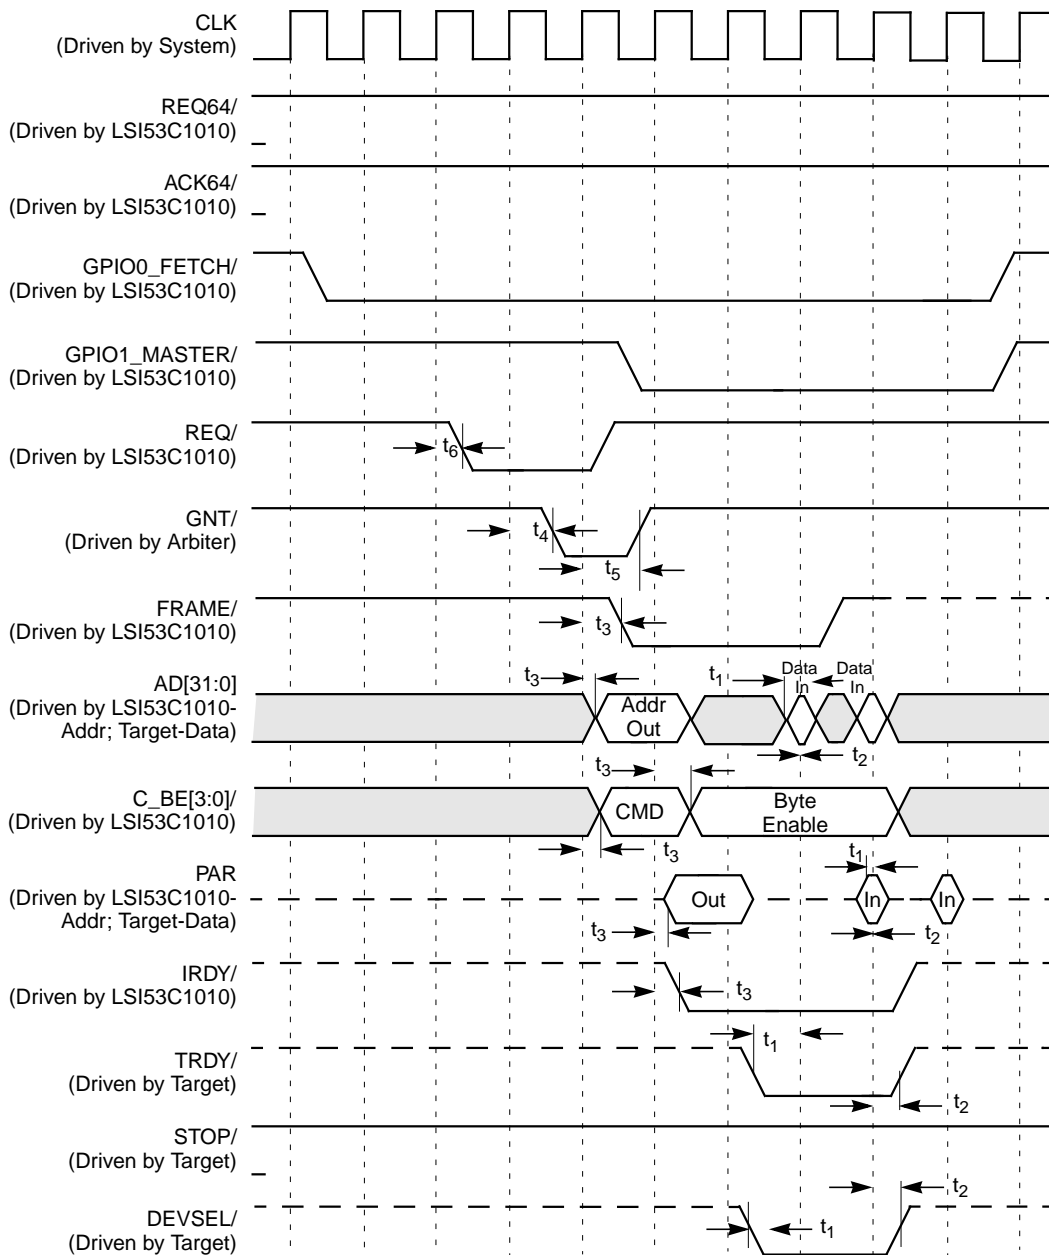 CLK
(Driven by System)
REQ64/
(Driven by LSI53C1010)
ACK64/
(Driven by LSI53C1010)
GPIO0_FETCH/
(Driven by LSI53C1010)
GPIO1_MASTER/
(Driven by LSI53C1010)
REQ/
(Driven by LSI53C1010)
t6
GNT/
(Driven by Arbiter)
t4
t5
FRAME/
(Driven by LSI53C1010)
t3
AD[31:0]
(Driven by LSI53C1010-
Addr; Target-Data)
t3
Addr
Out
t1
Data
In
Data
In
t2
C_BE[3:0]/
(Driven by LSI53C1010)
t3
CMD
Byte
Enable
t3
PAR
(Driven by LSI53C1010-
Addr; Target-Data)
t1
Out
In
In
t3
t2
IRDY/
(Driven by LSI53C1010)
t3
TRDY/
(Driven by Target)
t1
t2
STOP/
(Driven by Target)
DEVSEL/
(Driven by Target)
t2
t1